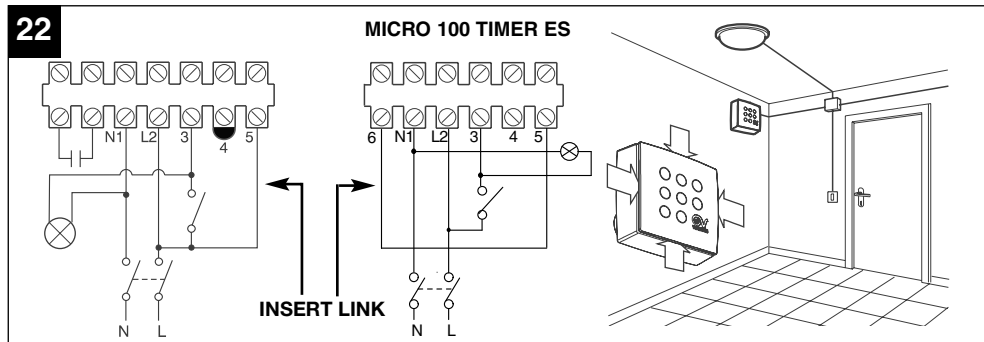 22
MICRO 100 TIMER ES
N1 L2 3 4 5
6 N1 L2 3 4 5
INSERT LINK
N L
N L